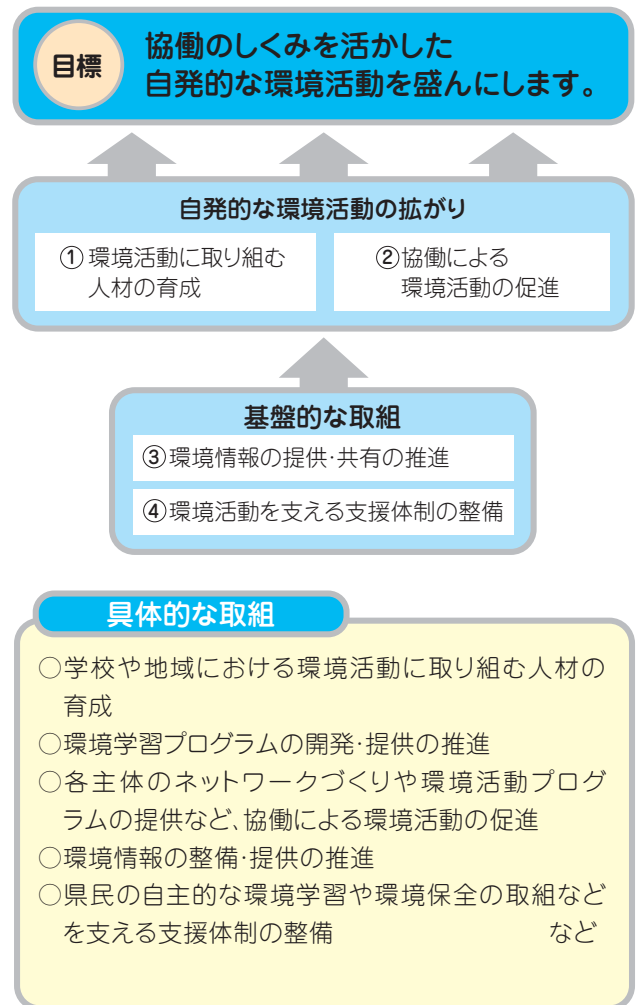 目標
協働のしくみを活かした
自発的な環境活動を盛んにします。
自発的な環境活動の拡がり
①環境活動に取り組む
人材の育成
②協働による
環境活動の促進
基盤的な取組
③環境情報の提供・共有の推進
④環境活動を支える支援体制の整備
具体的な取組
○学校や地域における環境活動に取り組む人材の
育成
○環境学習プログラムの開発・提供の推進
○各主体のネットワークづくりや環境活動プログ
ラムの提供など、協働による環境活動の促進
○環境情報の整備・提供の推進
○県民の自主的な環境学習や環境保全の取組など
を支える支援体制の整備 など